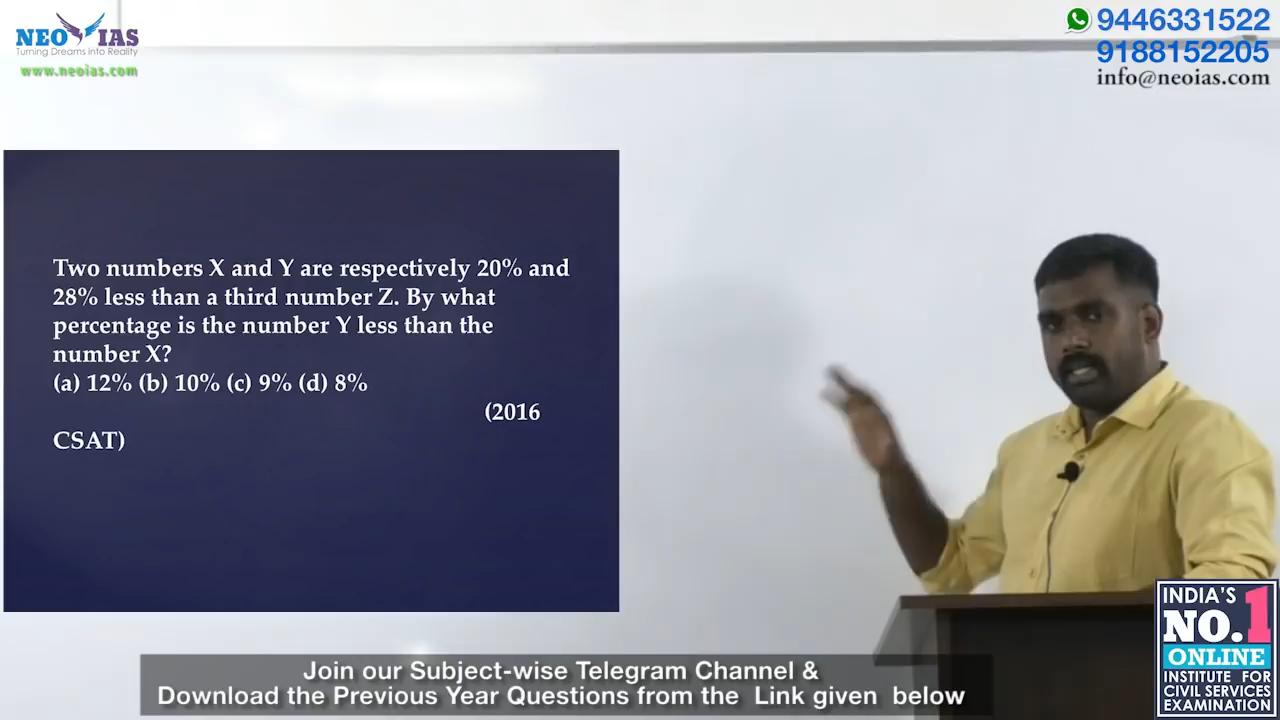 NEO IAS
Turning Dreams into Reality
www.neoias.com
9446331522
9188152205
info@neoias.com
Two numbers X and Y are respectively 20% and
28% less than a third number Z. By what
percentage is the number Y less than the
number X?
(a) 12% (b) 10% (c) 9% (d) 8%
(2016
CSAT)
INDIA'S
NO.1
ONLINE
INSTITUTE FOR
CIVIL SERVICES
EXAMINATION
Join our Subject-wise Telegram Channel &
Download the Previous Year Questions from the Link given below